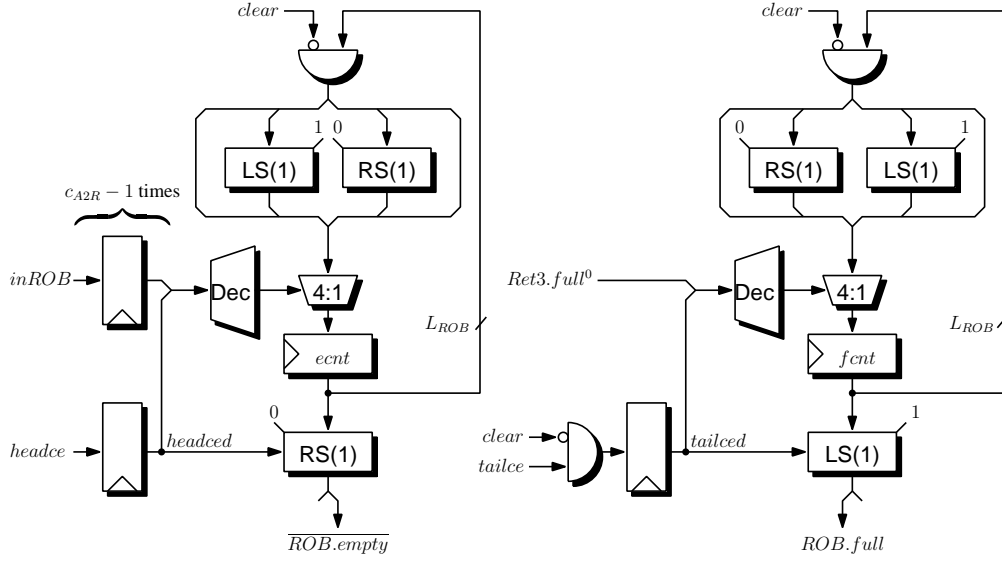 clear
clear
1
0
0
1
LS(1)
RS(1)
RS(1)
LS(1)
c_{A2R} − 1 times
inROB
Dec
4:1
Ret3.full^0
Dec
4:1
L_{ROB}
L_{ROB}
ecnt
fcnt
0
1
headce
headced
RS(1)
clear
tailce
tailced
LS(1)
\overline{ROB.empty}
ROB.full